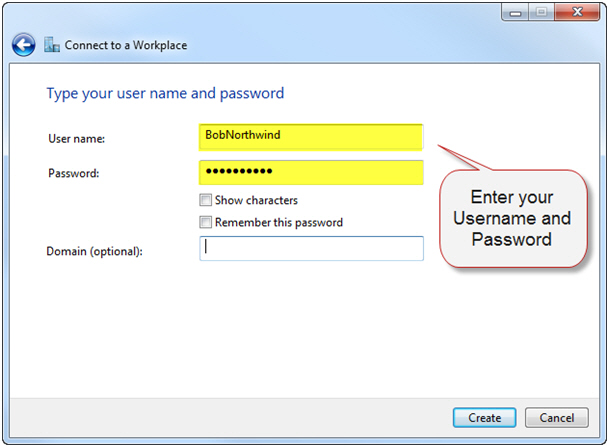 Connect to a Workplace
Type your user name and password
User name:
BobNorthwind
Password:
●●●●●●●●●●
Show characters
Remember this password
Domain (optional):
Enter your
Username and
Password
Create
Cancel